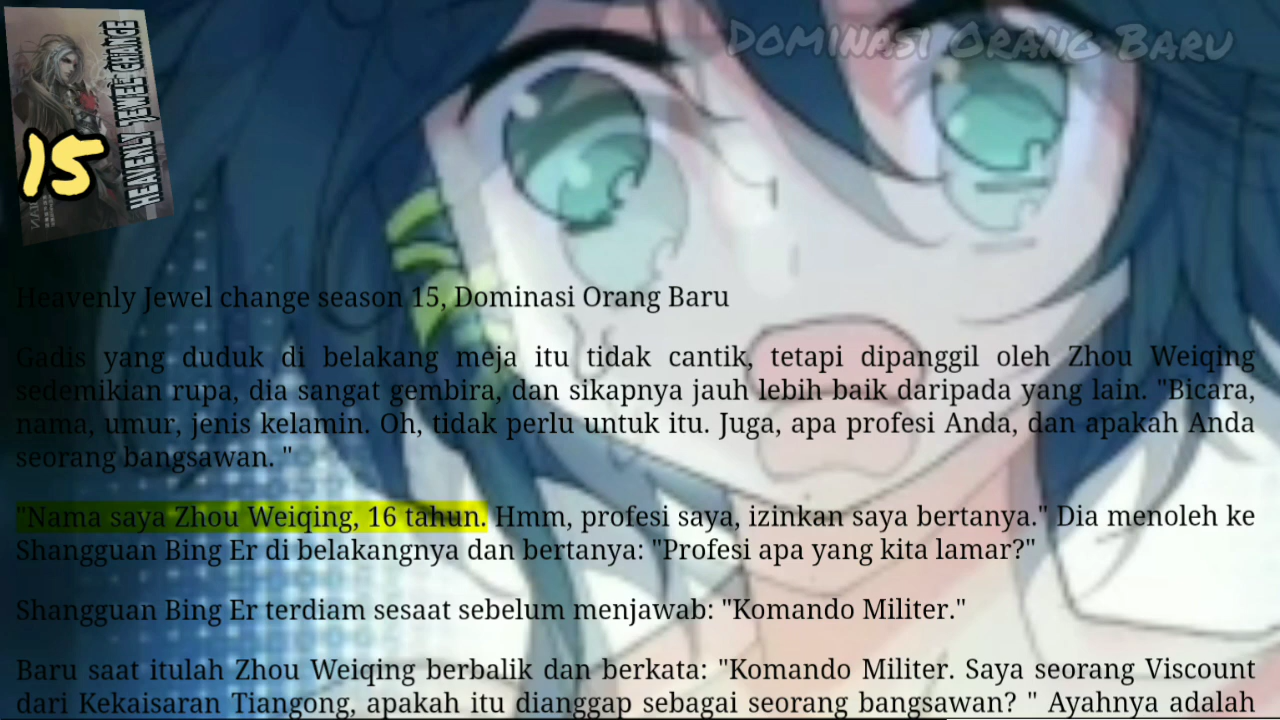 Dominasi Orang Baru
HEAVENLY JEWEL CHANGE
15
Heavenly Jewel change season 15, Dominasi Orang Baru
Gadis yang duduk di belakang meja itu tidak cantik, tetapi dipanggil oleh Zhou Weiqing
sedemikian rupa, dia sangat gembira, dan sikapnya jauh lebih baik daripada yang lain. "Bicara,
nama, umur, jenis kelamin. Oh, tidak perlu untuk itu. Juga, apa profesi Anda, dan apakah Anda
seorang bangsawan. "
"Nama saya Zhou Weiqing, 16 tahun. Hmm, profesi saya, izinkan saya bertanya." Dia menoleh ke
Shangguan Bing Er di belakangnya dan bertanya: "Profesi apa yang kita lamar?"
Shangguan Bing Er terdiam sesaat sebelum menjawab: "Komando Militer."
Baru saat itulah Zhou Weiqing berbalik dan berkata: "Komando Militer. Saya seorang Viscount
dari Kekaisaran Tiangong, apakah itu dianggap sebagai seorang bangsawan? " Ayahnya adalah